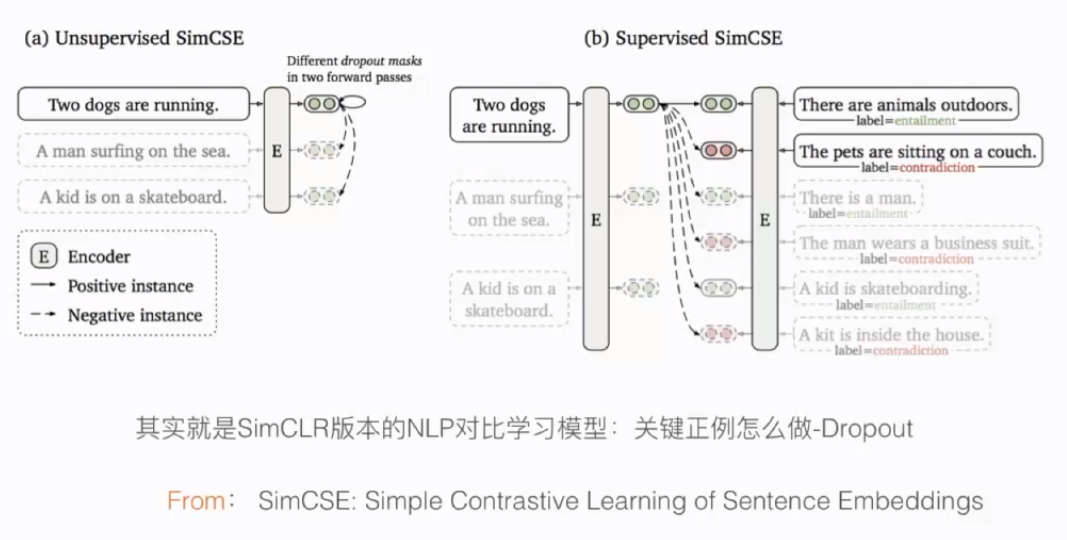 (a) Unsupervised SimCSE
Different dropout masks
in two forward passes
Two dogs are running.
A man surfing on the sea.
A kid is on a skateboard.
E
E Encoder
Positive instance
Negative instance
(b) Supervised SimCSE
Two dogs
are running.
A man surfing
on the sea.
A kid is on a
skateboard.
E
E
There are animals outdoors.
label=entailment
The pets are sitting on a couch.
label=contradiction
There is a man.
label=entailment
The man wears a business suit.
label=contradiction
A kid is skateboarding.
label=entailment
A kit is inside the house.
label=contradiction
其实就是SimCLR版本的NLP对比学习模型：关键正例怎么做-Dropout
From： SimCSE: Simple Contrastive Learning of Sentence Embeddings